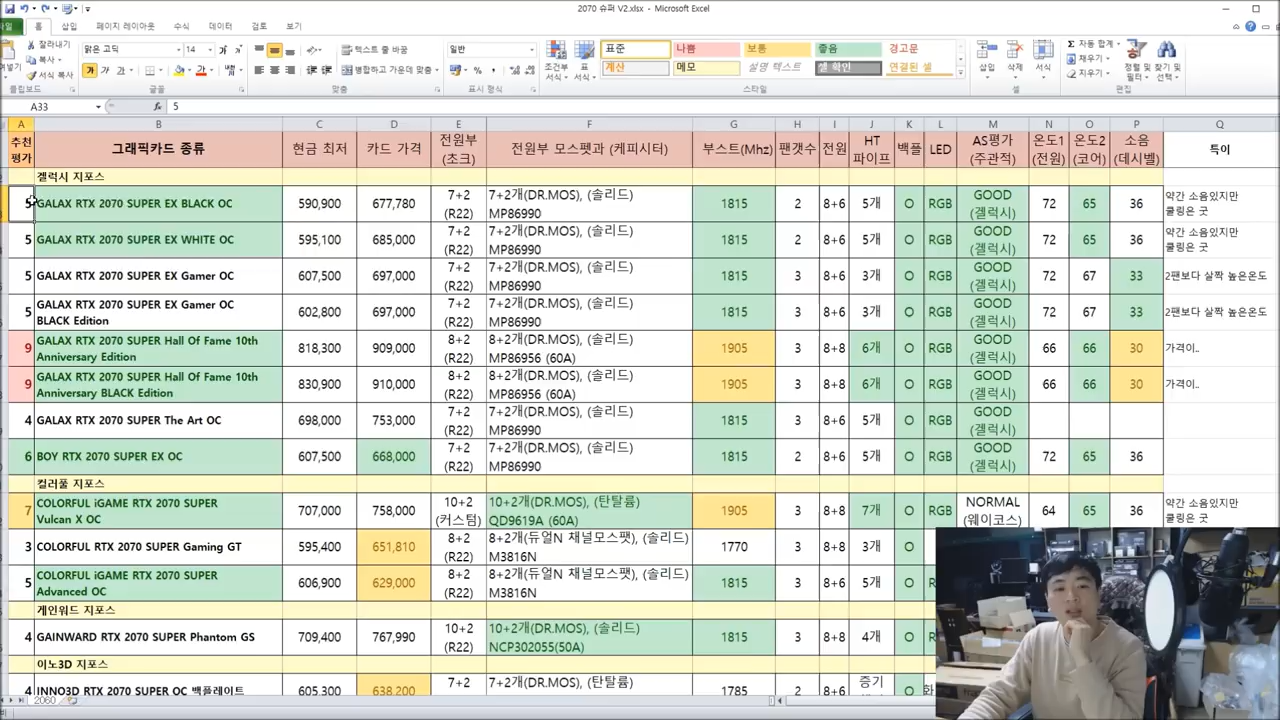 2070 슈퍼 V2.xlsx - Microsoft Excel
홈 삽입 페이지 레이아웃 수식 데이터 검토 보기
잘라내기
복사
서식 복사
클립보드
맑은 고딕 14
글꼴
텍스트 줄 바꿈
병합하고 가운데 맞춤
맞춤
일반
표시 형식
조건부 서식
표 서식
표준 나쁨 보통 좋음 경고문
계산 메모 설명 텍스트 셀 확인 연결된 셀
스타일
삽입 삭제 서식
셀
자동 합계
채우기
지우기
정렬 및 필터
찾기 및 선택
편집
A33 fx 5
A B C D E F G H I J K L M N O P Q
추천 평가 그래픽카드 종류 현금 최저 카드 가격 전원부 (초크) 전원부 모스펫과 (케피시터) 부스트(Mhz) 팬갯수 전원 HT 파이프 백플 LED AS평가 (주관적) 온도1 (전원) 온도2 (코어) 소음 (데시벨) 특이
겔럭시 지포스
5 GALAX RTX 2070 SUPER EX BLACK OC 590,900 677,780 7+2 (R22) 7+2개(DR.MOS), (솔리드) MP86990 1815 2 8+6 5개 O RGB GOOD (겔럭시) 72 65 36 약간 소음있지만 쿨링은 굿
5 GALAX RTX 2070 SUPER EX WHITE OC 595,100 685,000 7+2 (R22) 7+2개(DR.MOS), (솔리드) MP86990 1815 2 8+6 5개 O RGB GOOD (겔럭시) 72 65 36 약간 소음있지만 쿨링은 굿
5 GALAX RTX 2070 SUPER EX Gamer OC 607,500 697,000 7+2 (R22) 7+2개(DR.MOS), (솔리드) MP86990 1815 3 8+6 3개 O RGB GOOD (겔럭시) 72 67 33 2팬보다 살짝 높은온도
5 GALAX RTX 2070 SUPER EX Gamer OC BLACK Edition 602,800 697,000 7+2 (R22) 7+2개(DR.MOS), (솔리드) MP86990 1815 3 8+6 3개 O RGB GOOD (겔럭시) 72 67 33 2팬보다 살짝 높은온도
9 GALAX RTX 2070 SUPER Hall Of Fame 10th Anniversary Edition 818,300 909,000 8+2 (R22) 8+2개(DR.MOS), (솔리드) MP86956 (60A) 1905 3 8+8 6개 O RGB GOOD (겔럭시) 66 66 30 가격이..
9 GALAX RTX 2070 SUPER Hall Of Fame 10th Anniversary BLACK Edition 830,900 910,000 8+2 (R22) 8+2개(DR.MOS), (솔리드) MP86956 (60A) 1905 3 8+8 6개 O RGB GOOD (겔럭시) 66 66 30 가격이..
4 GALAX RTX 2070 SUPER The Art OC 698,000 753,000 7+2 (R22) 7+2개(DR.MOS), (솔리드) MP86990 1815 3 8+6 5개 O RGB GOOD (겔럭시)
6 BOY RTX 2070 SUPER EX OC 607,500 668,000 7+2 (R22) 7+2개(DR.MOS), (솔리드) MP86990 1815 2 8+6 5개 O RGB GOOD (겔럭시) 72 65 36
컬러풀 지포스
7 COLORFUL iGAME RTX 2070 SUPER Vulcan X OC 707,000 758,000 10+2 (커스텀) 10+2개(DR.MOS), (탄탈륨) QD9619A (60A) 1905 3 8+8 7개 O RGB NORMAL (웨이코스) 64 65 36 약간 소음있지만 쿨링은 굿
3 COLORFUL RTX 2070 SUPER Gaming GT 595,400 651,810 8+2 (R22) 8+2개(듀얼N 채널모스팻), (솔리드) M3816N 1770 3 8+8 3개 O
5 COLORFUL iGAME RTX 2070 SUPER Advanced OC 606,900 629,000 8+2 (R22) 8+2개(듀얼N 채널모스팻), (솔리드) M3816N 1815 3 8+6 5개 O
게인워드 지포스
4 GAINWARD RTX 2070 SUPER Phantom GS 709,400 767,990 10+2 (R22) 10+2개(DR.MOS), (솔리드) NCP302055(50A) 1815 3 8+8 4개 O
이노3D 지포스
4 INNO3D RTX 2070 SUPER OC 백플레이트 605,300 638,200 7+2 7+2개(DR.MOS), (탄탈륨) 1785 2 8+6 증기 O
2060